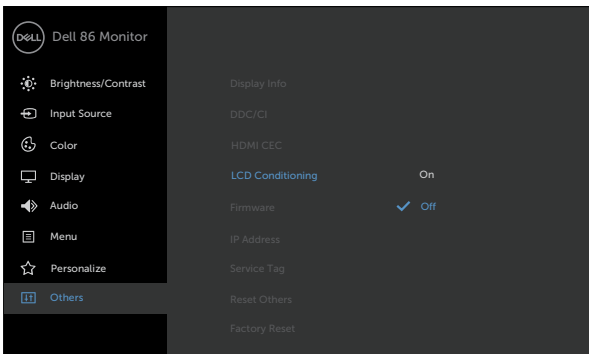 DELL Dell 86 Monitor
Brightness/Contrast Display Info
Input Source DDC/CI
Color HDMI CEC
Display LCD Conditioning On
Audio Firmware Off
Menu IP Address
Personalize Service Tag
Others Reset Others
Factory Reset